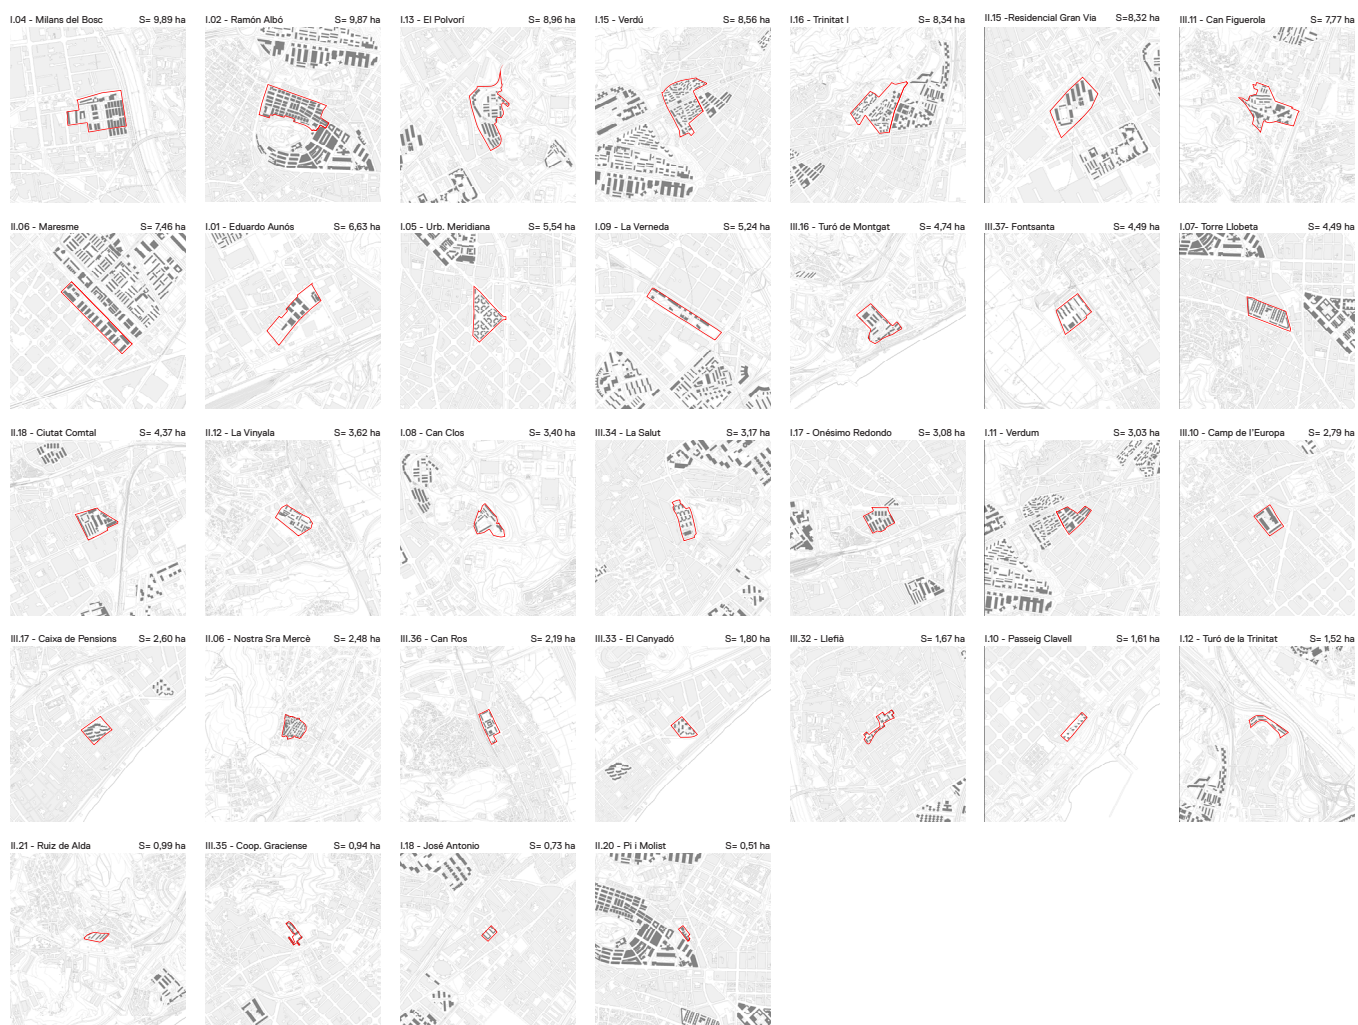 I.04 - Milans del Bosc S= 9,89 ha
I.02 - Ramón Albó S= 9,87 ha
I.13 - El Polvorí S= 8,96 ha
I.15 - Verdú S= 8,56 ha
I.16 - Trinitat I S= 8,34 ha
II.15 -Residencial Gran Via S=8,32 ha
III.11 - Can Figuerola S= 7,77 ha
II.06 - Maresme S= 7,46 ha
I.01 - Eduardo Aunós S= 6,63 ha
I.05 - Urb. Meridiana S= 5,54 ha
I.09 - La Verneda S= 5,24 ha
III.16 - Turó de Montgat S= 4,74 ha
III.37- Fontsanta S= 4,49 ha
I.07- Torre Llobeta S= 4,49 ha
II.18 - Ciutat Comtal S= 4,37 ha
II.12 - La Vinyala S= 3,62 ha
I.08 - Can Clos S= 3,40 ha
III.34 - La Salut S= 3,17 ha
I.17 - Onésimo Redondo S= 3,08 ha
I.11 - Verdum S= 3,03 ha
III.10 - Camp de l'Europa S= 2,79 ha
III.17 - Caixa de Pensions S= 2,60 ha
II.06 - Nostra Sra Mercè S= 2,48 ha
III.36 - Can Ros S= 2,19 ha
III.33 - El Canyadó S= 1,80 ha
III.32 - Llefià S= 1,67 ha
I.10 - Passeig Clavell S= 1,61 ha
I.12 - Turó de la Trinitat S= 1,52 ha
II.21 - Ruiz de Alda S= 0,99 ha
III.35 - Coop. Graciense S= 0,94 ha
I.18 - José Antonio S= 0,73 ha
II.20 - Pi i Molist S= 0,51 ha